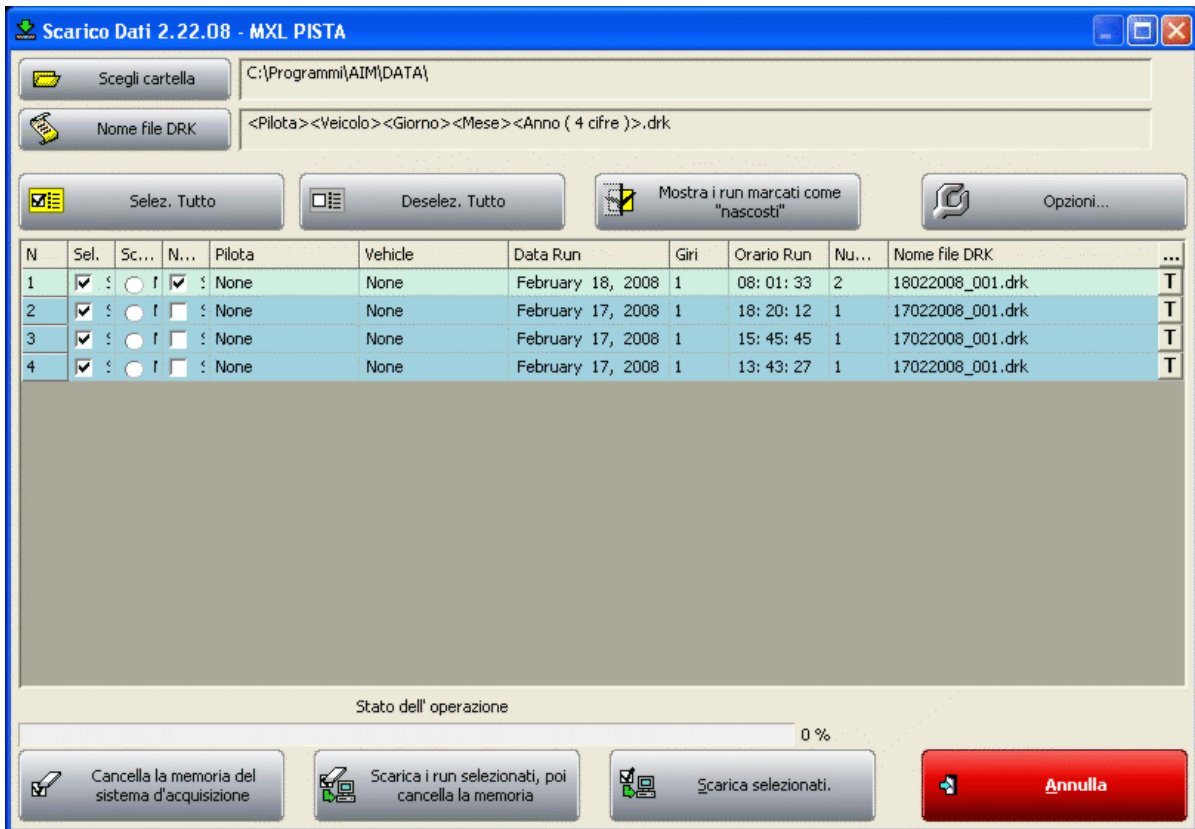 Scarico Dati 2.22.08 - MXL PISTA
Scegli cartella
C:\Programmi\AIM\DATA\
Nome file DRK
<Pilota><Veicolo><Giorno><Mese><Anno ( 4 cifre )>.drk
Selez. Tutto
Deselez. Tutto
Mostra i run marcati come
"nascosti"
Opzioni...
N Sel. Sc... N... Pilota Vehicle Data Run Giri Orario Run Nu... Nome file DRK ...
1 None None February 18, 2008 1 08: 01: 33 2 18022008_001.drk T
2 None None February 17, 2008 1 18: 20: 12 1 17022008_001.drk T
3 None None February 17, 2008 1 15: 45: 45 1 17022008_001.drk T
4 None None February 17, 2008 1 13: 43: 27 1 17022008_001.drk T
Stato dell' operazione
0 %
Cancella la memoria del
sistema d'acquisizione
Scarica i run selezionati, poi
cancella la memoria
Scarica selezionati.
Annulla